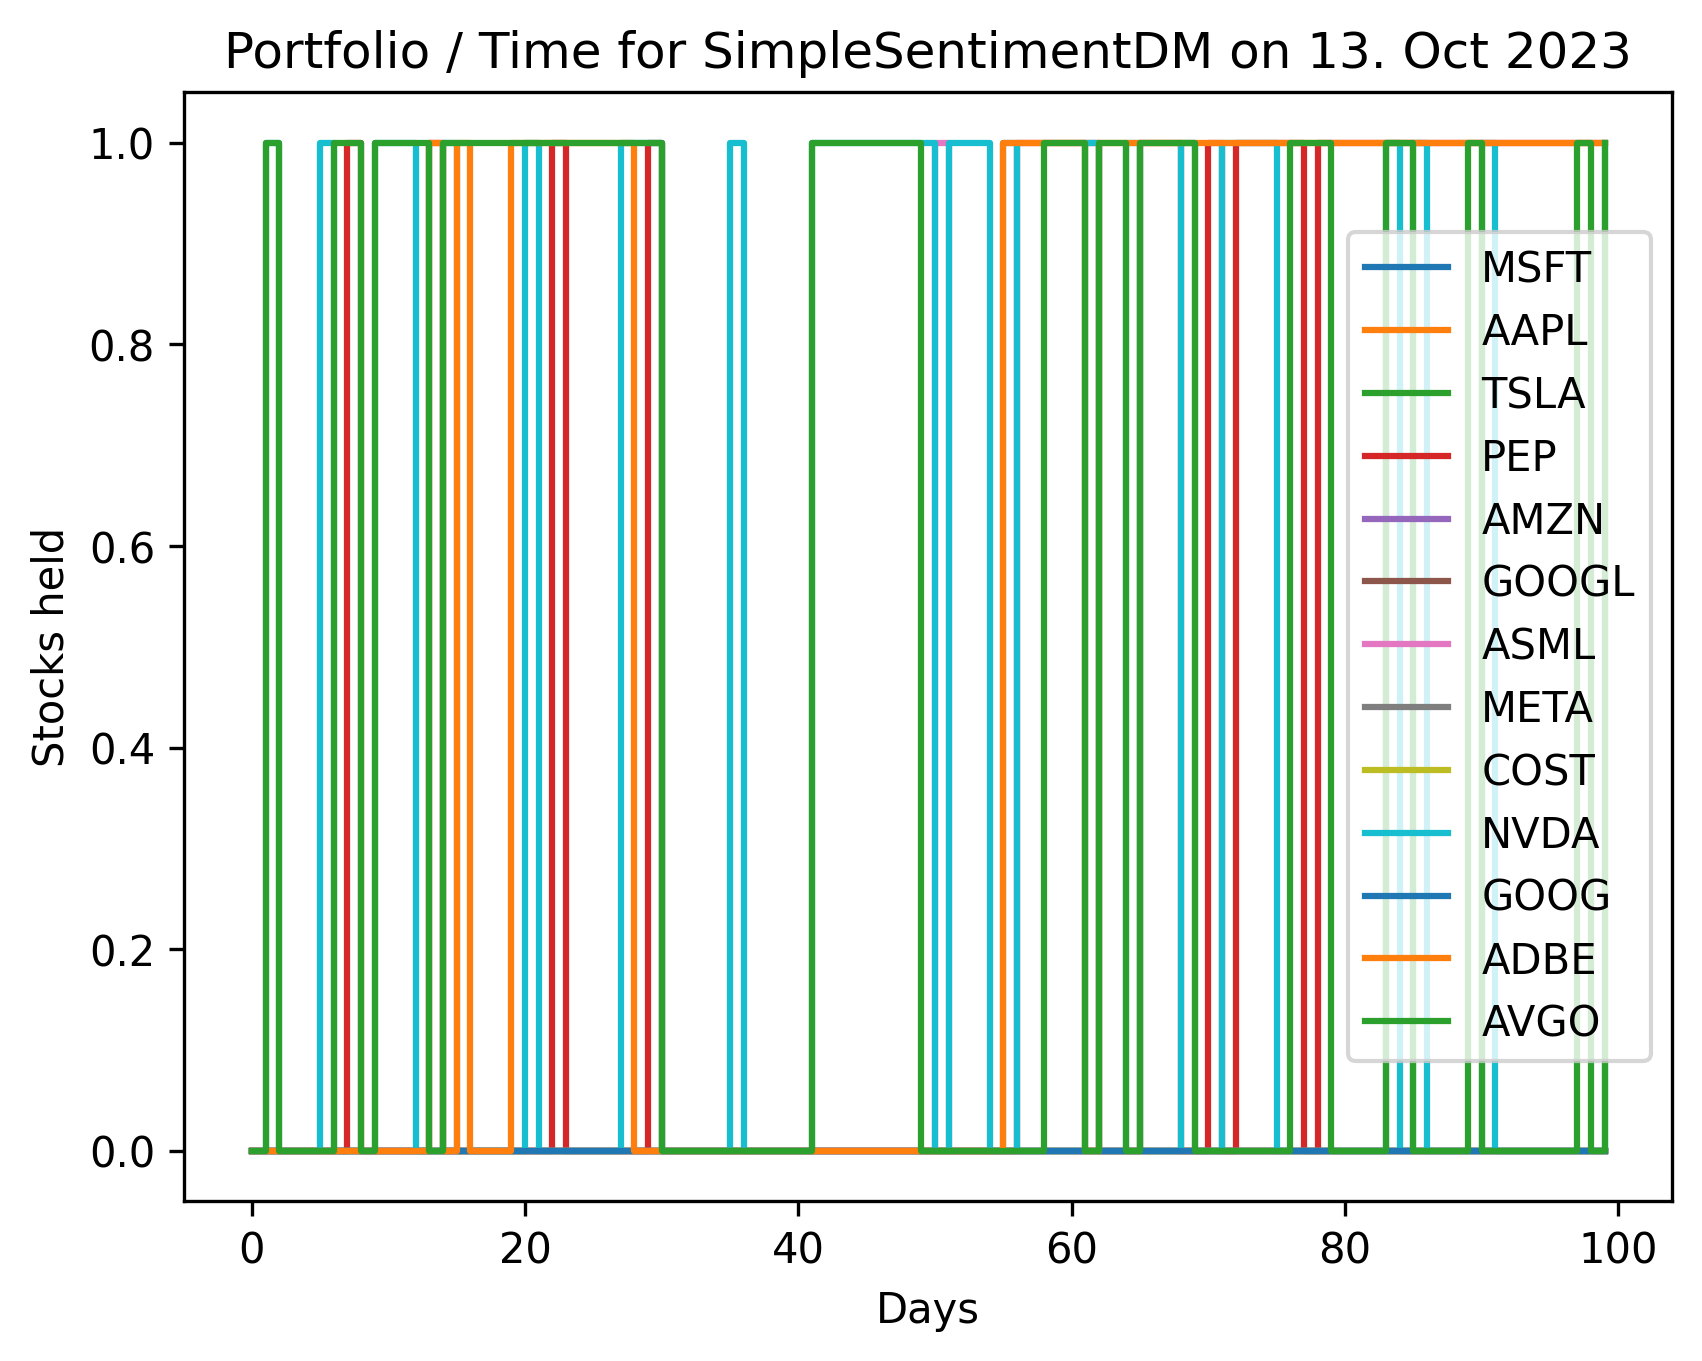 Portfolio / Time for SimpleSentimentDM on 13. Oct 2023
1.0
0.8
0.6
0.4
0.2
0.0
Stocks held
MSFT
AAPL
TSLA
PEP
AMZN
GOOGL
ASML
META
COST
NVDA
GOOG
ADBE
AVGO
0 20 40 60 80 100
Days